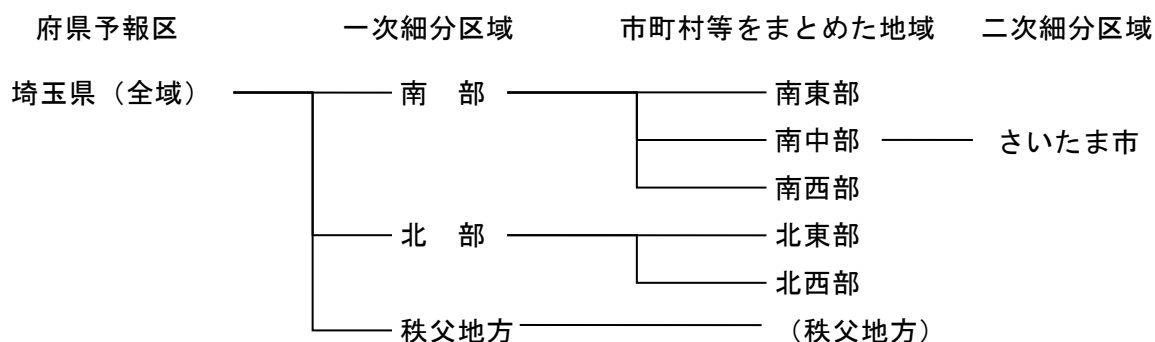 府県予報区 一次細分区域 市町村等をまとめた地域 二次細分区域
埼玉県（全域） 南　部 南東部
南中部 さいたま市
南西部
北　部 北東部
北西部
秩父地方 （秩父地方）